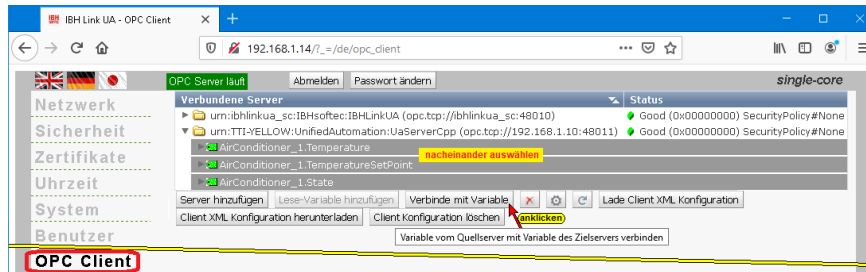 IBH Link UA - OPC Client
192.168.1.14/?_=/de/opc_client
OPC Server läuft Abmelden Passwort ändern single-core
Netzwerk
Sicherheit
Zertifikate
Uhrzeit
System
Benutzer
OPC Client
Verbundene Server Status
urn:ibhlinkua_sc:IBHsoftec:IBHLinkUA (opc.tcp://ibhlinkua_sc:48010) Good (0x00000000) SecurityPolicy#None
urn:TTI-YELLOW:UnifiedAutomation:UaServerCpp (opc.tcp://192.168.1.10:48011) Good (0x00000000) SecurityPolicy#None
AirConditioner_1.Temperature
nacheinander auswählen
AirConditioner_1.TemperatureSetPoint
AirConditioner_1.State
Server hinzufügen Lese-Variable hinzufügen Verbinde mit Variable Lade Client XML Konfiguration
Client XML Konfiguration herunterladen Client Konfiguration löschen anklicken
Variable vom Quellserver mit Variable des Zielservers verbinden